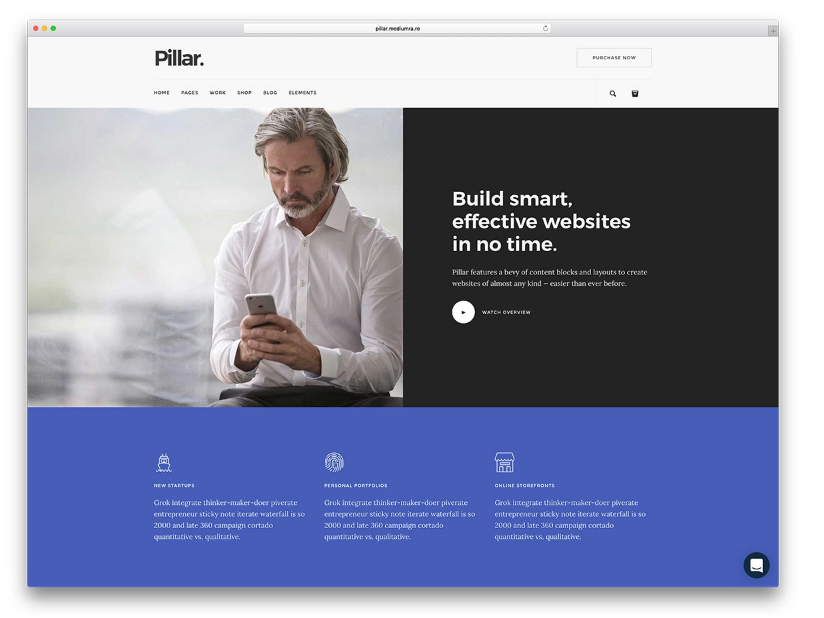 pillar.mediumra.re
Pillar.
PURCHASE NOW
HOME PAGES WORK SHOP BLOG ELEMENTS
Build smart,
effective websites
in no time.
Pillar features a bevy of content blocks and layouts to create
websites of almost any kind – easier than ever before.
WATCH OVERVIEW
NEW STARTUPS
Grok integrate thinker-maker-doer piverate
entrepreneur sticky note iterate waterfall is so
2000 and late 360 campaign cortado
quantitative vs. qualitative.
PERSONAL PORTFOLIOS
Grok integrate thinker-maker-doer piverate
entrepreneur sticky note iterate waterfall is so
2000 and late 360 campaign cortado
quantitative vs. qualitative.
ONLINE STOREFRONTS
Grok integrate thinker-maker-doer piverate
entrepreneur sticky note iterate waterfall is so
2000 and late 360 campaign cortado
quantitative vs. qualitative.